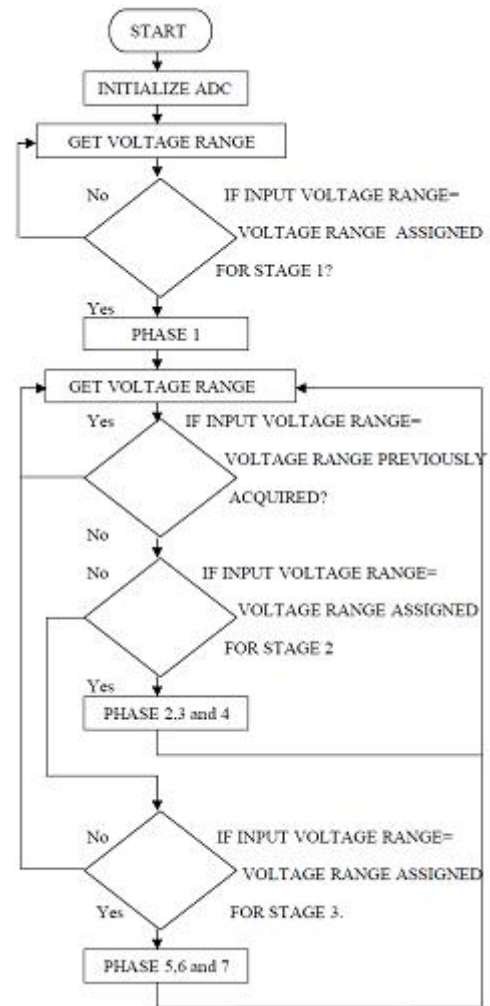 START
INITIALIZE ADC
GET VOLTAGE RANGE
No
IF INPUT VOLTAGE RANGE=
VOLTAGE RANGE ASSIGNED
FOR STAGE 1?
Yes
PHASE 1
GET VOLTAGE RANGE
Yes
IF INPUT VOLTAGE RANGE=
VOLTAGE RANGE PREVIOUSLY
ACQUIRED?
No
No
IF INPUT VOLTAGE RANGE=
VOLTAGE RANGE ASSIGNED
FOR STAGE 2
Yes
PHASE 2,3 and 4
No
IF INPUT VOLTAGE RANGE=
VOLTAGE RANGE ASSIGNED
Yes
FOR STAGE 3.
PHASE 5,6 and 7